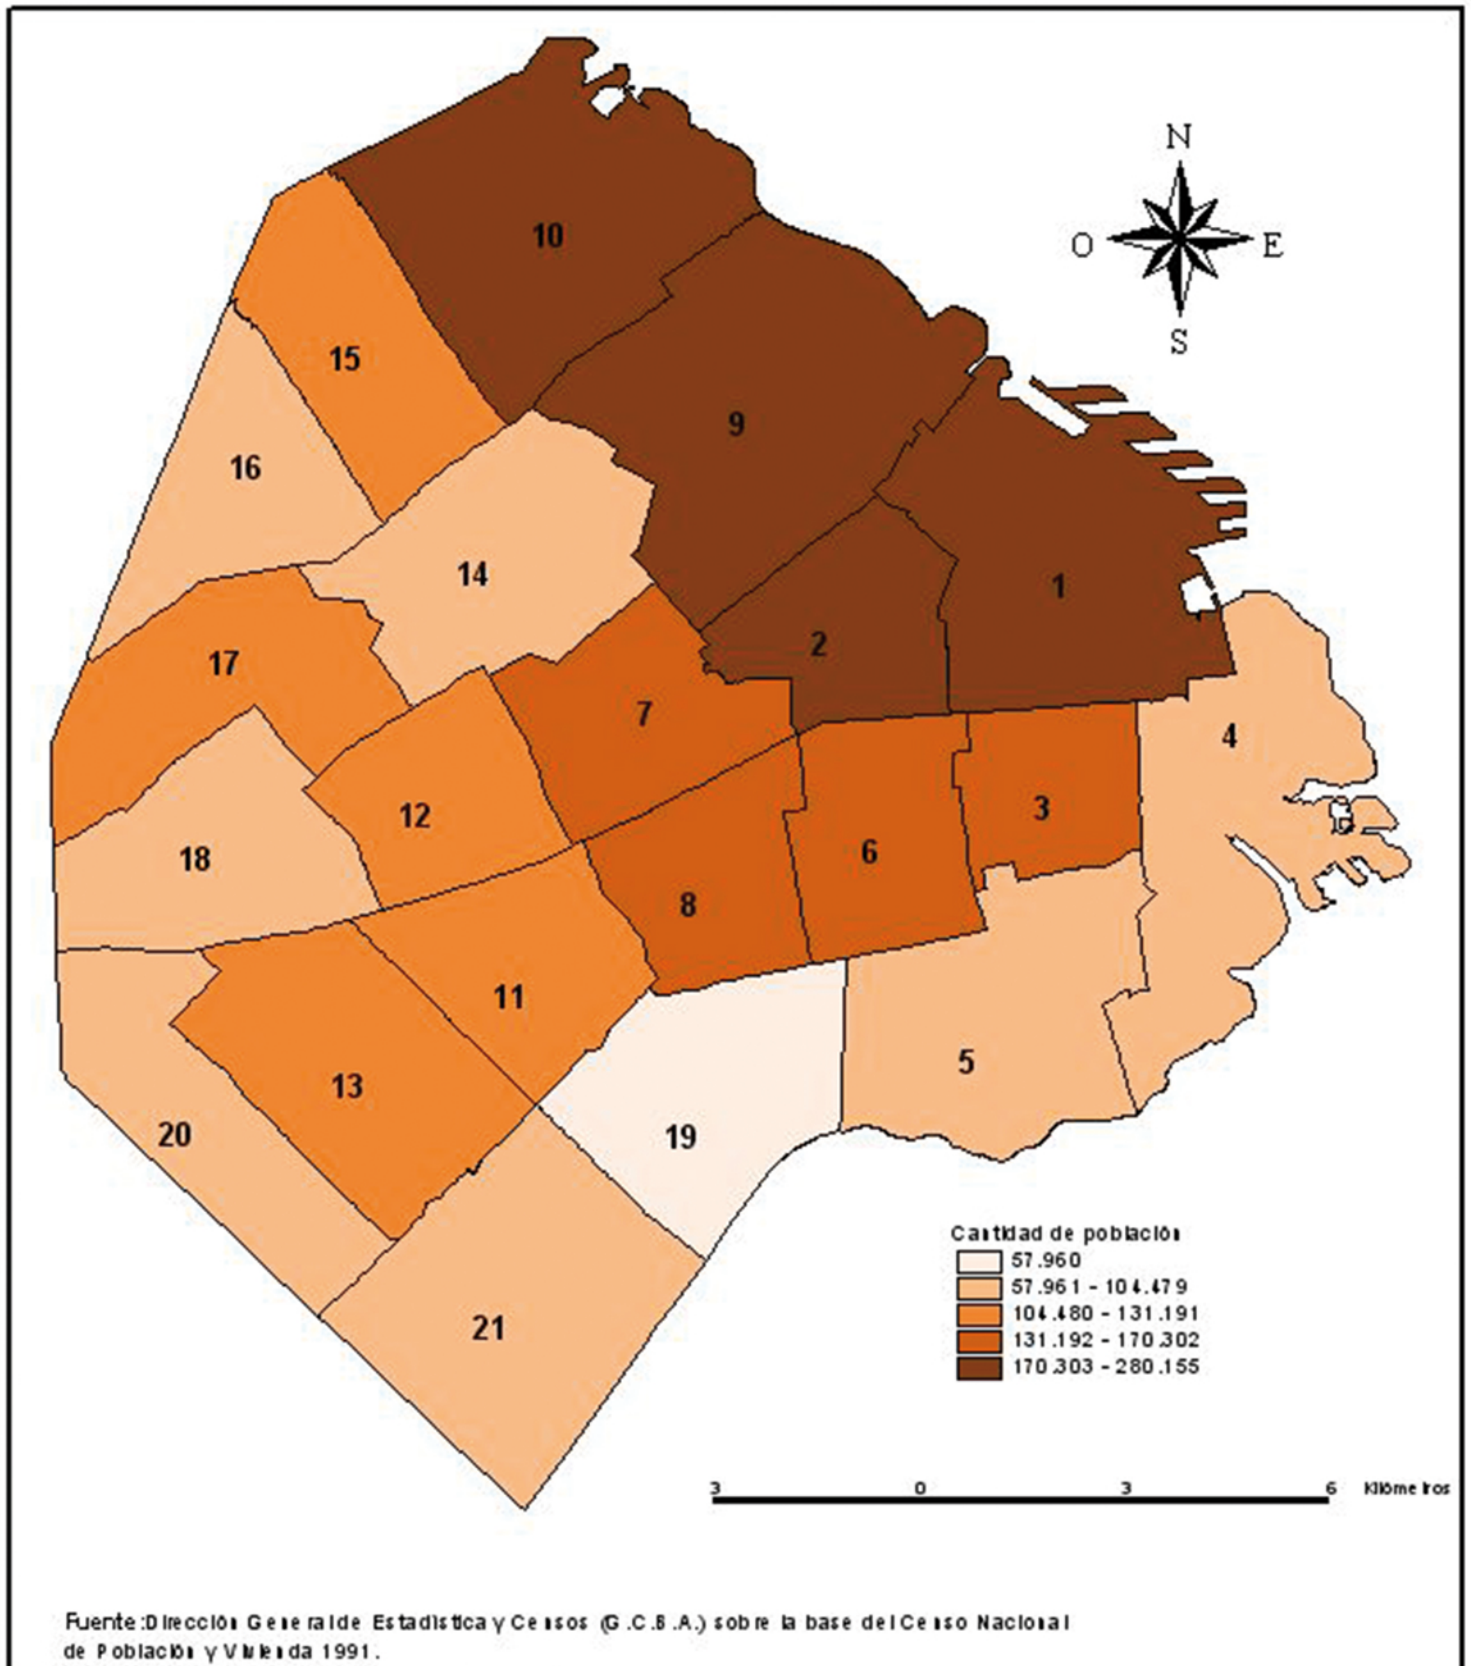 N
10
O
E
S
15
9
16
14
1
2
17
7
4
12
3
18
6
8
11
5
13
20
19
21
Cantidad de población
57.960
57.961 - 104.479
104.480 - 131.191
131.192 - 170.302
170.303 - 280.155
3 0 3 6 Kilómetros
Fuente:Dirección General de Estadística y Censos (G.C.B.A.) sobre la base del Censo Nacional
de Población y Vivienda 1991.